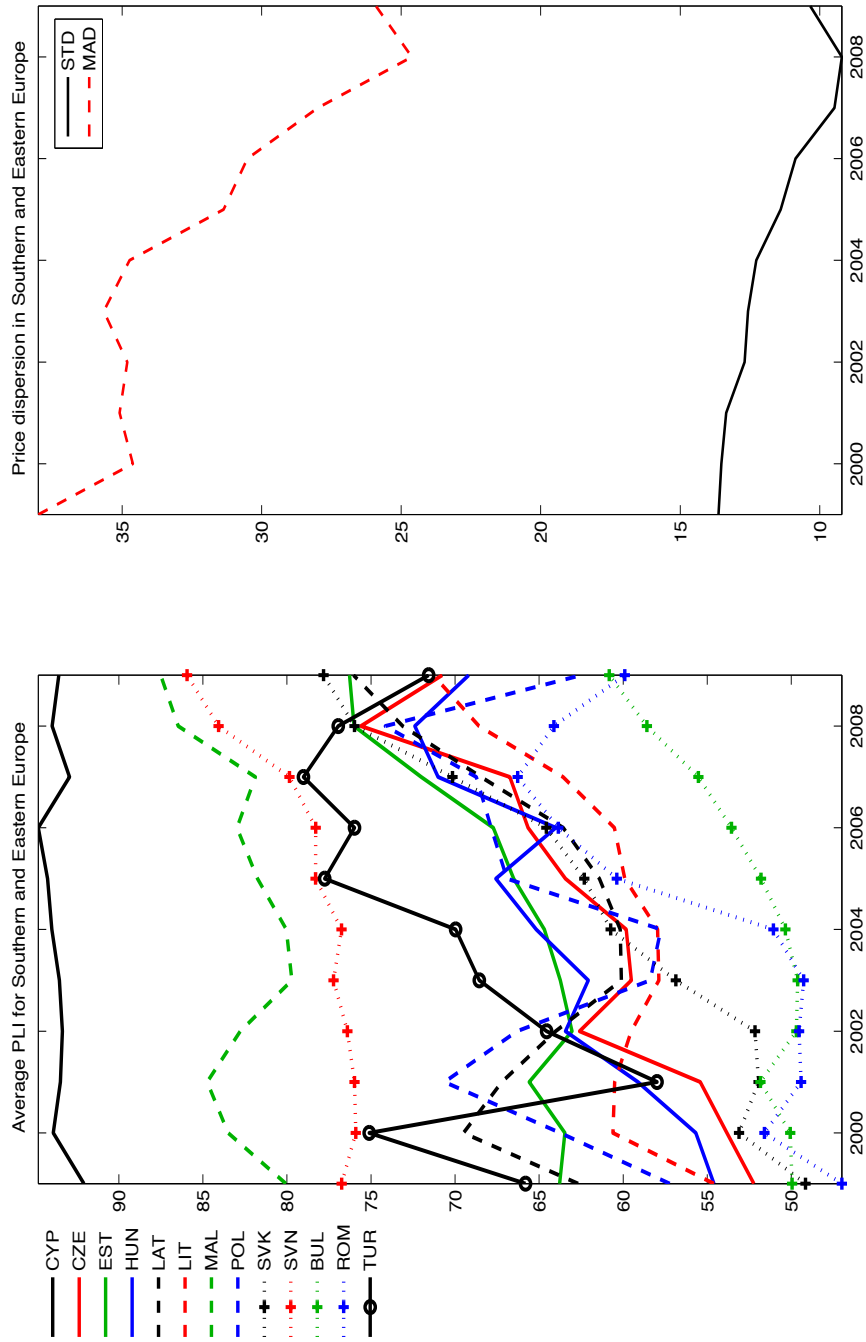 Average PLI for Southern and Eastern Europe
CYP
CZE
EST
HUN
LAT
LIT
MAL
POL
SVK
SVN
BUL
ROM
TUR
90
85
80
75
70
65
60
55
50
2000
2002
2004
2006
2008
Price dispersion in Southern and Eastern Europe
STD
MAD
35
30
25
20
15
10
2000
2002
2004
2006
2008